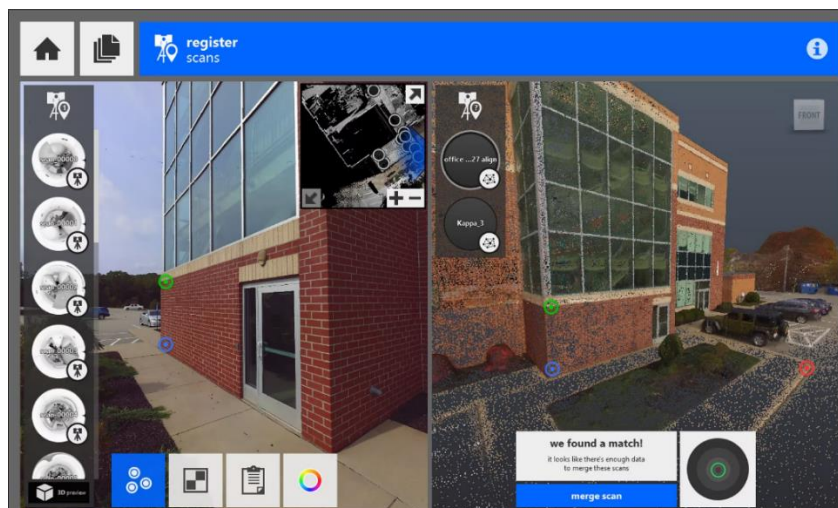 register
scans
FRONT
office ...27 align
Kappa_3
we found a match!
it looks like there's enough data
to merge these scans
merge scan
3D preview